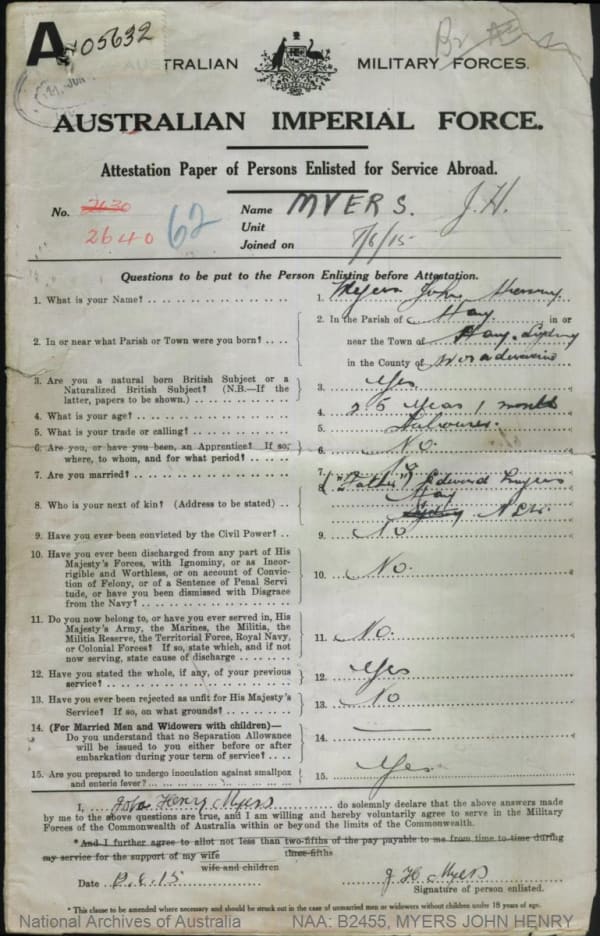 A N05632
AUSTRALIAN MILITARY FORCES.
AUSTRALIAN IMPERIAL FORCE.
Attestation Paper of Persons Enlisted for Service Abroad.
No. 2630 Name MYERS. J.H.
2640 62 Unit
Joined on 7/8/15
Questions to be put to the Person Enlisting before Attestation.
1. What is your Name? 1. Myers John Henry
2. In or near what Parish or Town were you born? 2. In the Parish of Hay in or
near the Town of Hay, Sydney
in the County of
3. Are you a natural born British Subject or a
Naturalized British Subject? (N.B.—If the
latter, papers to be shown.) 3. Yes
4. What is your age? 4. 25 years 1 month
5. What is your trade or calling? 5. Labourer.
6. Are you, or have you been, an Apprentice? If so,
where, to whom, and for what period? 6. No
7. Are you married? 7.
8. Who is your next of kin? (Address to be stated) 8. ("Father") Edward Myers
Hay
Sydney N.S.W.
9. Have you ever been convicted by the Civil Power? 9. No
10. Have you ever been discharged from any part of His
Majesty's Forces, with Ignominy, or as Incor-
rigible and Worthless, or on account of Convic-
tion of Felony, or of a Sentence of Penal Servi
tude, or have you been Dismissed with Disgrace
from the Navy? 10. No.
11. Do you now belong to, or have you ever served in, His
Majesty's Army, the Marines, the Militia, the
Militia Reserve, the Territorial Force, Royal Navy,
or Colonial Forces? If so, state which, and if not
now serving, state cause of discharge 11. No.
12. Have you stated the whole, if any, of your previous
service? 12. Yes
13. Have you ever been rejected as unfit for His Majesty's
Service? If so, on what grounds? 13. No
14. (For Married Men and Widowers with children)—
Do you understand that no Separation Allowance
will be issued to you either before or after
embarkation during your term of service? 14. —
15. Are you prepared to undergo inoculation against smallpox
and enteric fever? 15. Yes
I, John Henry Myers do solemnly declare that the above answers made
by me to the above questions are true, and I am willing and hereby voluntarily agree to serve in the Military
Forces of the Commonwealth of Australia within or beyond the limits of the Commonwealth.
*And I further agree to allot not less than two-fifths of the pay payable to me from time to time during
three-fifths
my service for the support of my wife
wife and children
Date 8.15 J H Myers
Signature of person enlisted.
* This clause to be amended where necessary and should be struck out in the case of unmarried men or widowers without children under 18 years of age.
National Archives of Australia NAA: B2455, MYERS JOHN HENRY